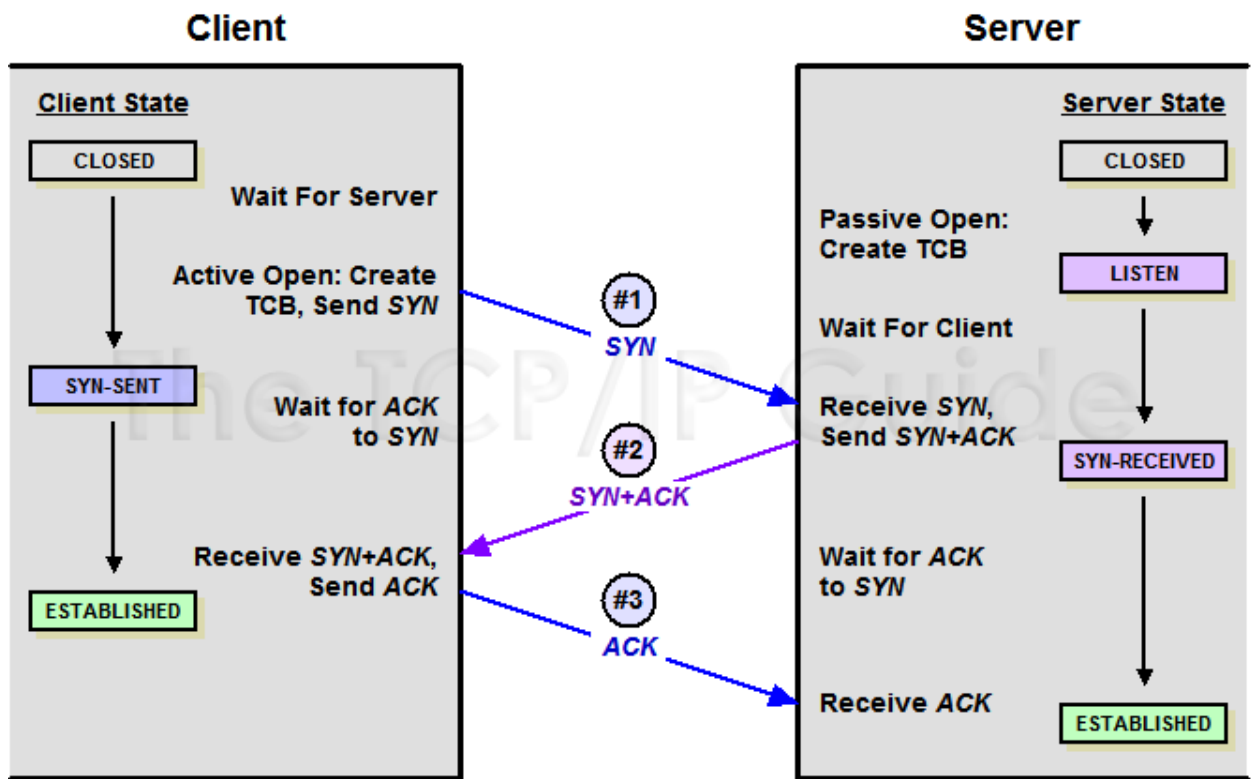 Client
Server
Client State
CLOSED
Wait For Server
Active Open: Create
TCB, Send SYN
SYN-SENT
Wait for ACK
to SYN
Receive SYN+ACK,
Send ACK
ESTABLISHED
#1
SYN
#2
SYN+ACK
#3
ACK
Server State
CLOSED
Passive Open:
Create TCB
LISTEN
Wait For Client
Receive SYN,
Send SYN+ACK
SYN-RECEIVED
Wait for ACK
to SYN
Receive ACK
ESTABLISHED
The TCP/IP Guide